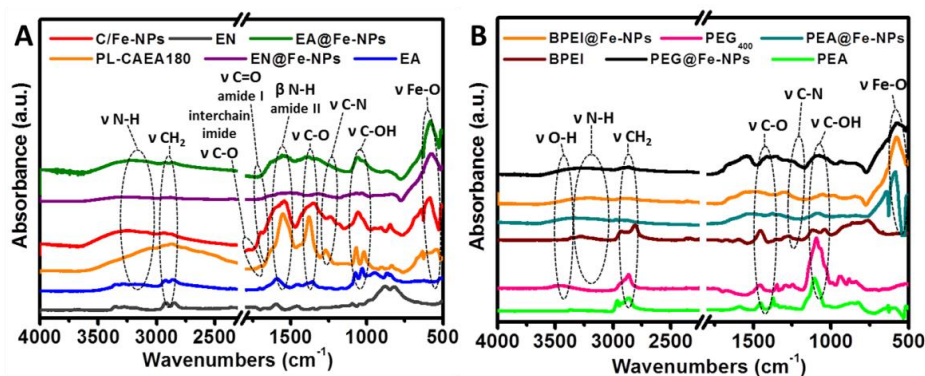 A
C/Fe-NPs EN EA@Fe-NPs
PL-CAEA180 EN@Fe-NPs EA
ν C=O
amide I
interchain
imide
ν C-O
β N-H
amide II
ν C-N
ν Fe-O
ν N-H
ν CH2
ν C-O
ν C-OH
Absorbance (a.u.)
4000 3500 3000 2500 1500 1000 500
Wavenumbers (cm-1)
B
BPEI@Fe-NPs PEG400 PEA@Fe-NPs
BPEI PEG@Fe-NPs PEA
ν O-H
ν N-H
ν CH2
ν C-N
ν Fe-O
ν C-O
ν C-OH
Absorbance (a.u.)
4000 3500 3000 2500 1500 1000 500
Wavenumbers (cm-1)